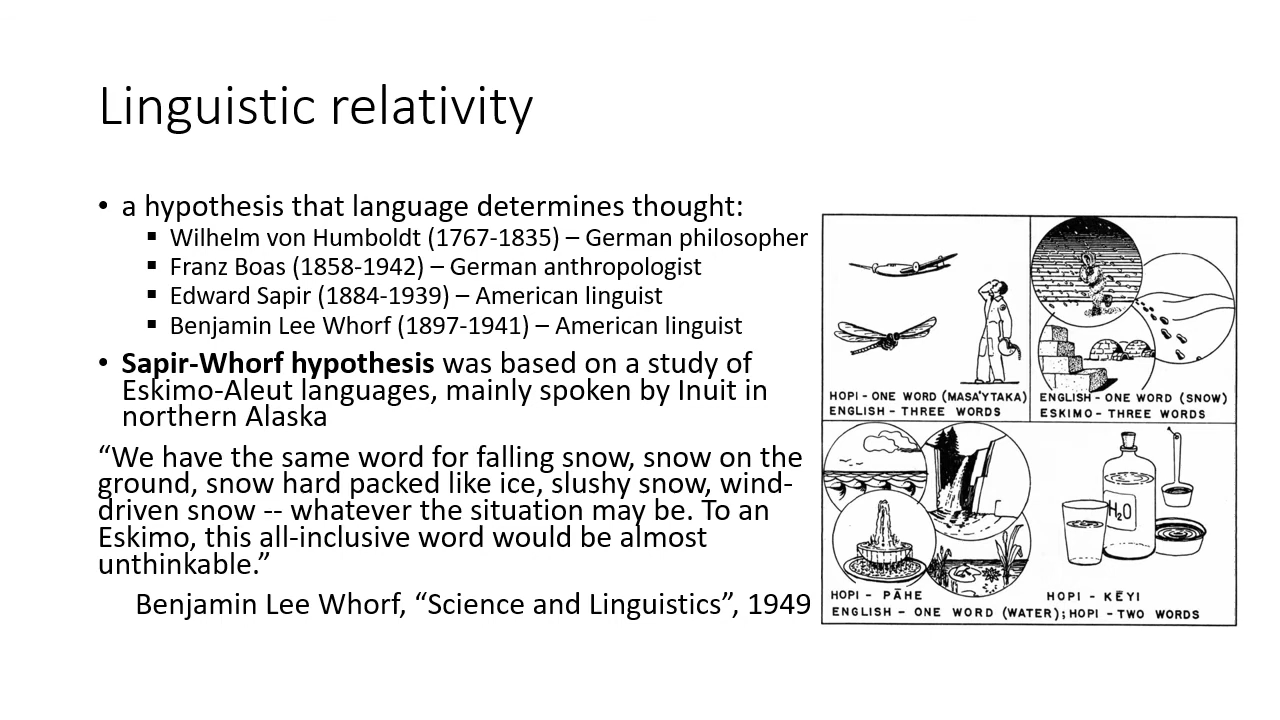 Linguistic relativity
• a hypothesis that language determines thought:
▪ Wilhelm von Humboldt (1767-1835) – German philosopher
▪ Franz Boas (1858-1942) – German anthropologist
▪ Edward Sapir (1884-1939) – American linguist
▪ Benjamin Lee Whorf (1897-1941) – American linguist
• Sapir-Whorf hypothesis was based on a study of
Eskimo-Aleut languages, mainly spoken by Inuit in
northern Alaska
“We have the same word for falling snow, snow on the
ground, snow hard packed like ice, slushy snow, wind-
driven snow -- whatever the situation may be. To an
Eskimo, this all-inclusive word would be almost
unthinkable.”
Benjamin Lee Whorf, “Science and Linguistics”, 1949
HOPI - ONE WORD (MASA'YTAKA)
ENGLISH - THREE WORDS
ENGLISH - ONE WORD (SNOW)
ESKIMO - THREE WORDS
H₂O
HOPI - PĀHE
HOPI - KĒYI
ENGLISH - ONE WORD (WATER); HOPI - TWO WORDS